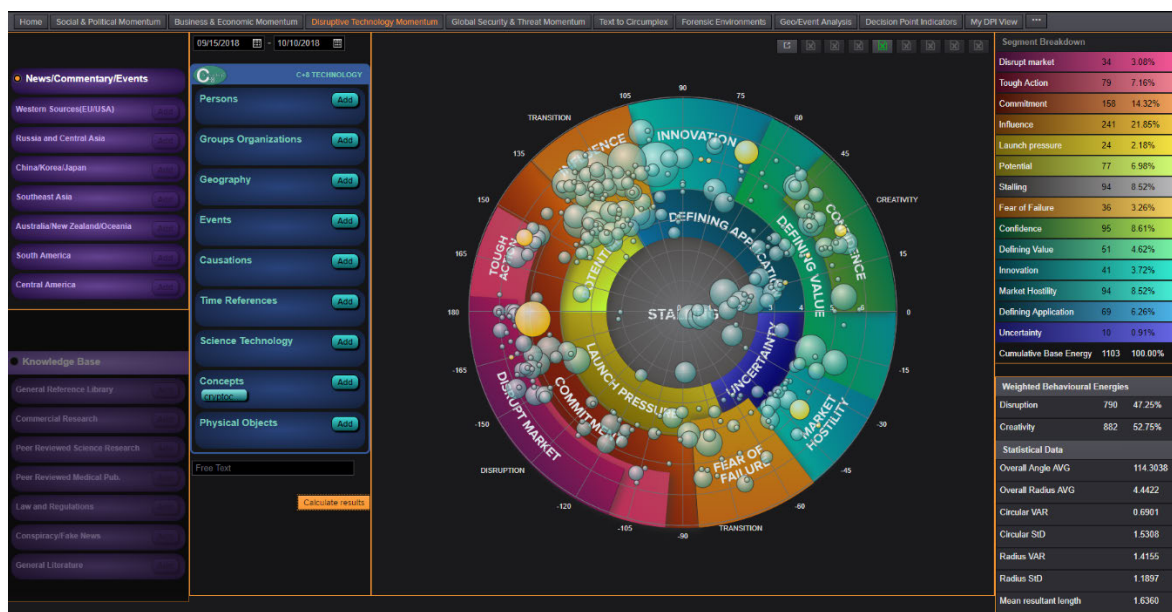 Home Social & Political Momentum Business & Economic Momentum Disruptive Technology Momentum Global Security & Threat Momentum Text to Circumplex Forensic Environments Geo/Event Analysis Decision Point Indicators My DPI View ...
News/Commentary/Events
Western Sources(EU/USA)
Russia and Central Asia
China/Korea/Japan
Southeast Asia
Australia/New Zealand/Oceania
South America
Central America
Knowledge Base
General Reference Library
Commercial Research
Peer Reviewed Science Research
Peer Reviewed Medical Pub.
Law and Regulations
Conspiracy/Fake News
General Literature
09/15/2018 - 10/10/2018
C+8 TECHNOLOGY
Persons Add
Groups Organizations Add
Geography Add
Events Add
Causations Add
Time References Add
Science Technology Add
Concepts Add
cryptoc
Physical Objects Add
Free Text
Calculate results
90
105 75
TRANSITION 60
135 45
150 CREATIVITY
165 15
180 0
-165 -15
-150 -30
DISRUPTION -45
-120 -60
-105 TRANSITION
-90
INNOVATION
DEFINING APPLICATION
DEFINING VALUE
TOUGH ACTION
LAUNCH PRESSURE
UNCERTAINTY
COMMITMENT
DISRUPT MARKET
MARKET HOSTILITY
FEAR OF FAILURE
Segment Breakdown
Disrupt market 34 3.08%
Tough Action 79 7.16%
Commitment 158 14.32%
Influence 241 21.85%
Launch pressure 24 2.18%
Potential 77 6.98%
Stalling 94 8.52%
Fear of Failure 36 3.26%
Confidence 95 8.61%
Defining Value 51 4.62%
Innovation 41 3.72%
Market Hostility 94 8.52%
Defining Application 69 6.26%
Uncertainty 10 0.91%
Cumulative Base Energy 1103 100.00%
Weighted Behavioural Energies
Disruption 790 47.25%
Creativity 882 52.75%
Statistical Data
Overall Angle AVG 114.3038
Overall Radius AVG 4.4422
Circular VAR 0.6901
Circular StD 1.5308
Radius VAR 1.4155
Radius StD 1.1897
Mean resultant length 1.6360